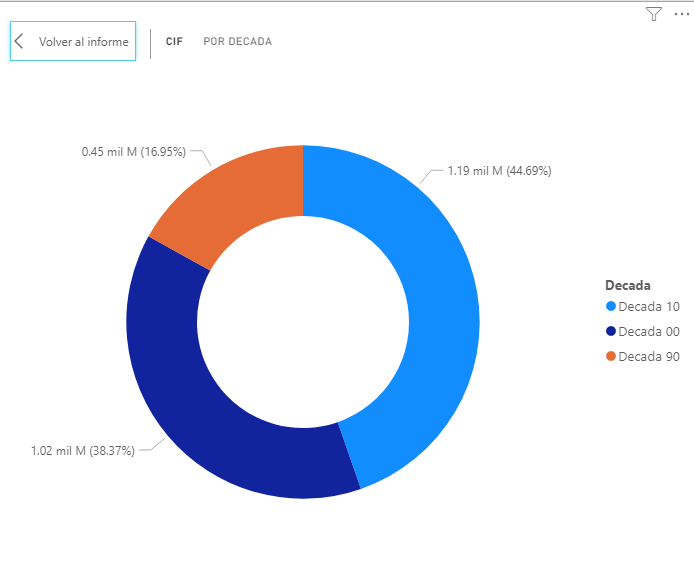 Volver al informe
CIF
POR DECADA
0.45 mil M (16.95%)
1.19 mil M (44.69%)
1.02 mil M (38.37%)
Decada
Decada 10
Decada 00
Decada 90